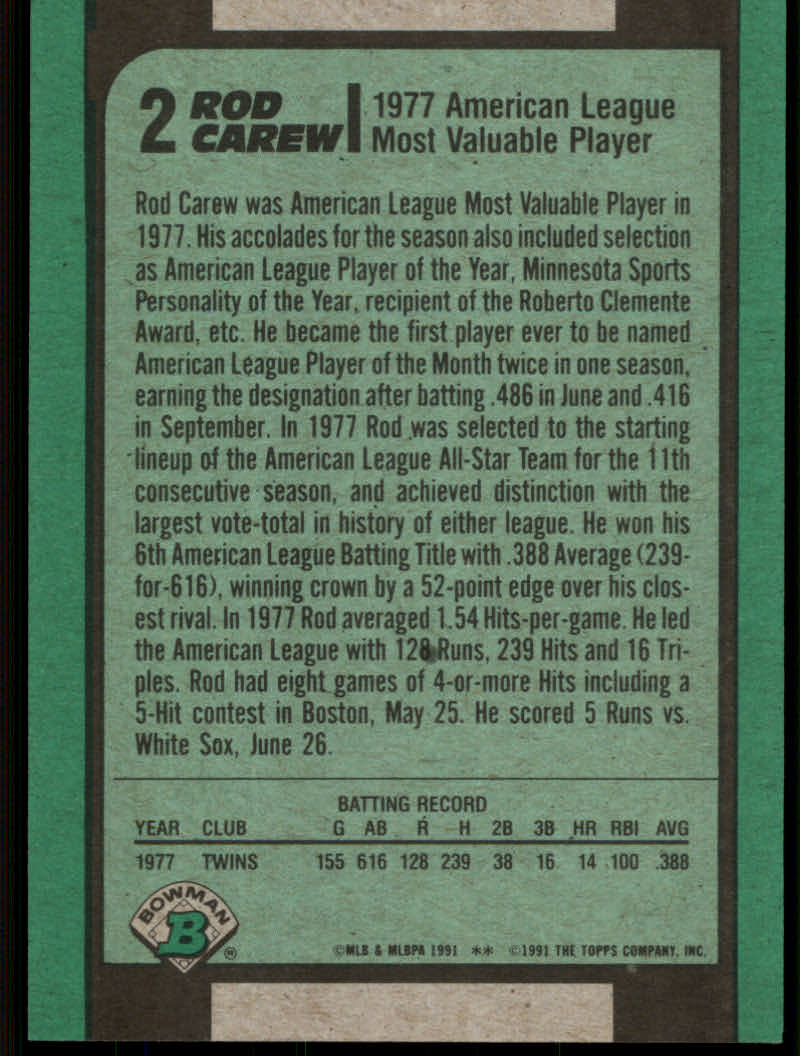 2 ROD CAREW 1977 American League
Most Valuable Player
Rod Carew was American League Most Valuable Player in
1977. His accolades for the season also included selection
as American League Player of the Year, Minnesota Sports
Personality of the Year, recipient of the Roberto Clemente
Award, etc. He became the first player ever to be named
American League Player of the Month twice in one season,
earning the designation after batting .486 in June and .416
in September. In 1977 Rod was selected to the starting
lineup of the American League All-Star Team for the 11th
consecutive season, and achieved distinction with the
largest vote-total in history of either league. He won his
6th American League Batting Title with .388 Average (239-
for-616), winning crown by a 52-point edge over his clos-
est rival. In 1977 Rod averaged 1.54 Hits-per-game. He led
the American League with 128 Runs, 239 Hits and 16 Tri-
ples. Rod had eight games of 4-or-more Hits including a
5-Hit contest in Boston, May 25. He scored 5 Runs vs.
White Sox, June 26.
BATTING RECORD
YEAR CLUB G AB R H 2B 3B HR RBI AVG
1977 TWINS 155 616 128 239 38 16 14 100 .388
BOWMAN
B ®
©MLB & MLBPA 1991 ** ©1991 THE TOPPS COMPANY, INC.